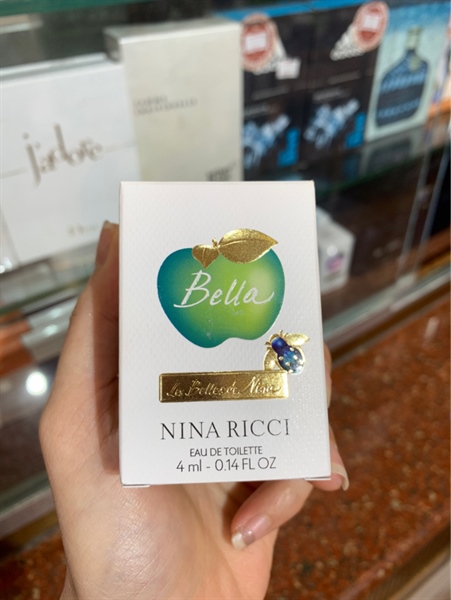 j'adore
Bella
Les Belles de Nina
NINA RICCI
EAU DE TOILETTE
4 ml - 0.14 FL OZ